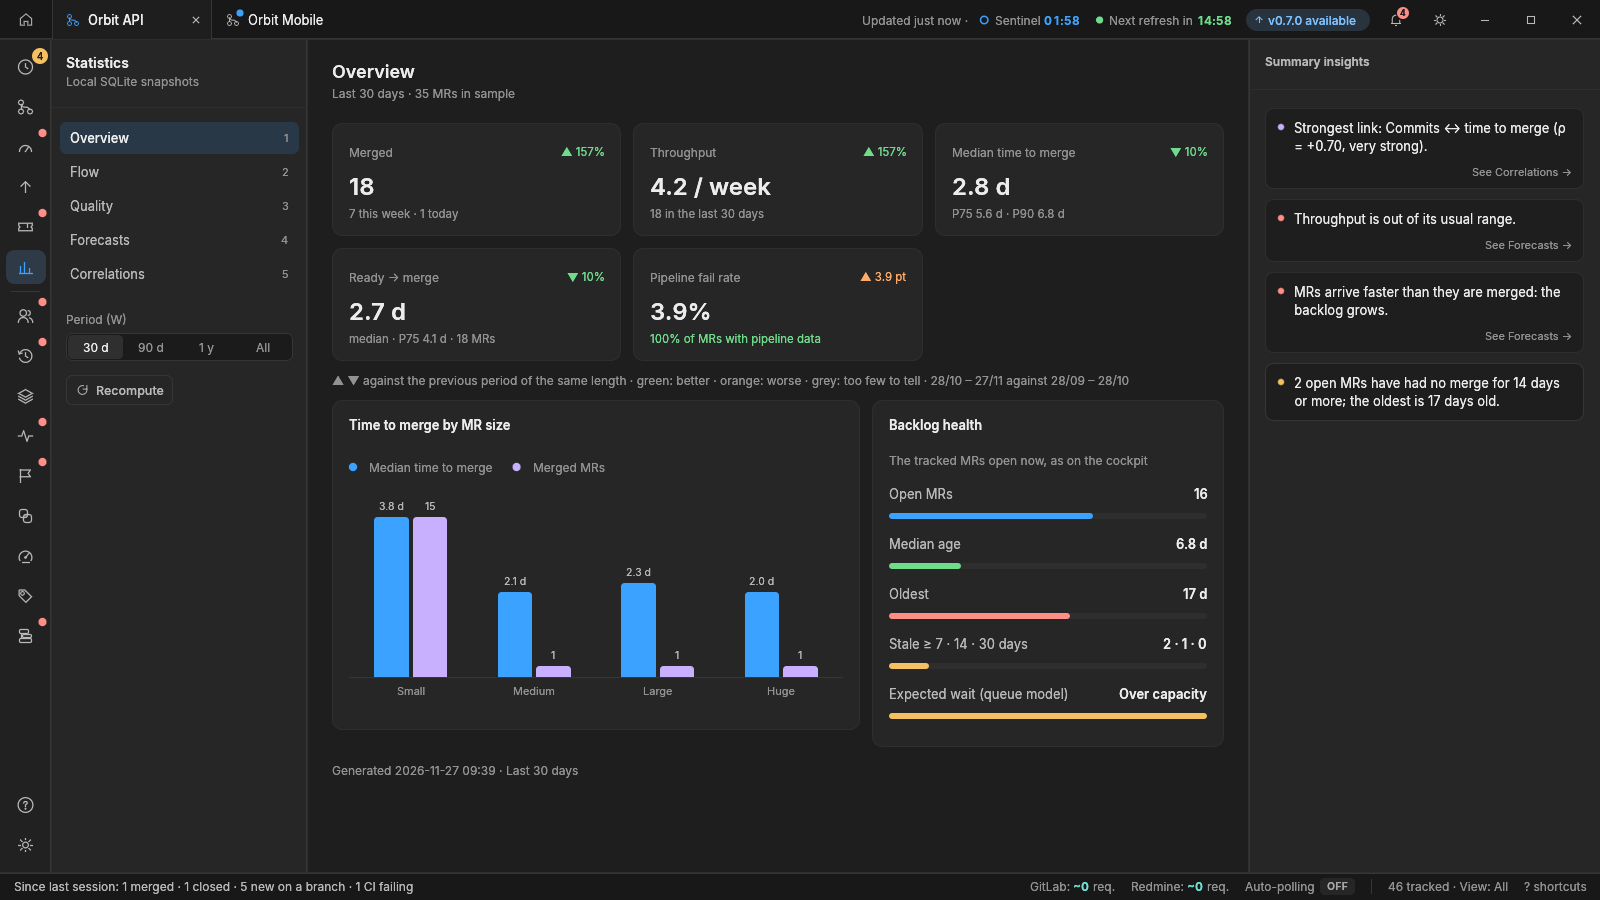 Orbit API
Orbit Mobile
Updated just now ·
Sentinel 01:58
Next refresh in 14:58
↑ v0.7.0 available
4
4
Statistics
Local SQLite snapshots
Overview 1
Flow 2
Quality 3
Forecasts 4
Correlations 5
Period (W)
30 d 90 d 1 y All
Recompute
Overview
Last 30 days · 35 MRs in sample
Merged ▲ 157%
18
7 this week · 1 today
Throughput ▲ 157%
4.2 / week
18 in the last 30 days
Median time to merge ▼ 10%
2.8 d
P75 5.6 d · P90 6.8 d
Ready → merge ▼ 10%
2.7 d
median · P75 4.1 d · 18 MRs
Pipeline fail rate ▲ 3.9 pt
3.9%
100% of MRs with pipeline data
▲ ▼ against the previous period of the same length · green: better · orange: worse · grey: too few to tell · 28/10 – 27/11 against 28/09 – 28/10
Time to merge by MR size
Median time to merge Merged MRs
3.8 d 15
2.1 d 1
2.3 d 1
2.0 d 1
Small Medium Large Huge
Backlog health
The tracked MRs open now, as on the cockpit
Open MRs 16
Median age 6.8 d
Oldest 17 d
Stale ≥ 7 · 14 · 30 days 2 · 1 · 0
Expected wait (queue model) Over capacity
Generated 2026-11-27 09:39 · Last 30 days
Summary insights
Strongest link: Commits ↔ time to merge (ρ
= +0.70, very strong).
See Correlations →
Throughput is out of its usual range.
See Forecasts →
MRs arrive faster than they are merged: the
backlog grows.
See Forecasts →
2 open MRs have had no merge for 14 days
or more; the oldest is 17 days old.
Since last session: 1 merged · 1 closed · 5 new on a branch · 1 CI failing
GitLab: ~0 req. Redmine: ~0 req. Auto-polling OFF 46 tracked · View: All ? shortcuts